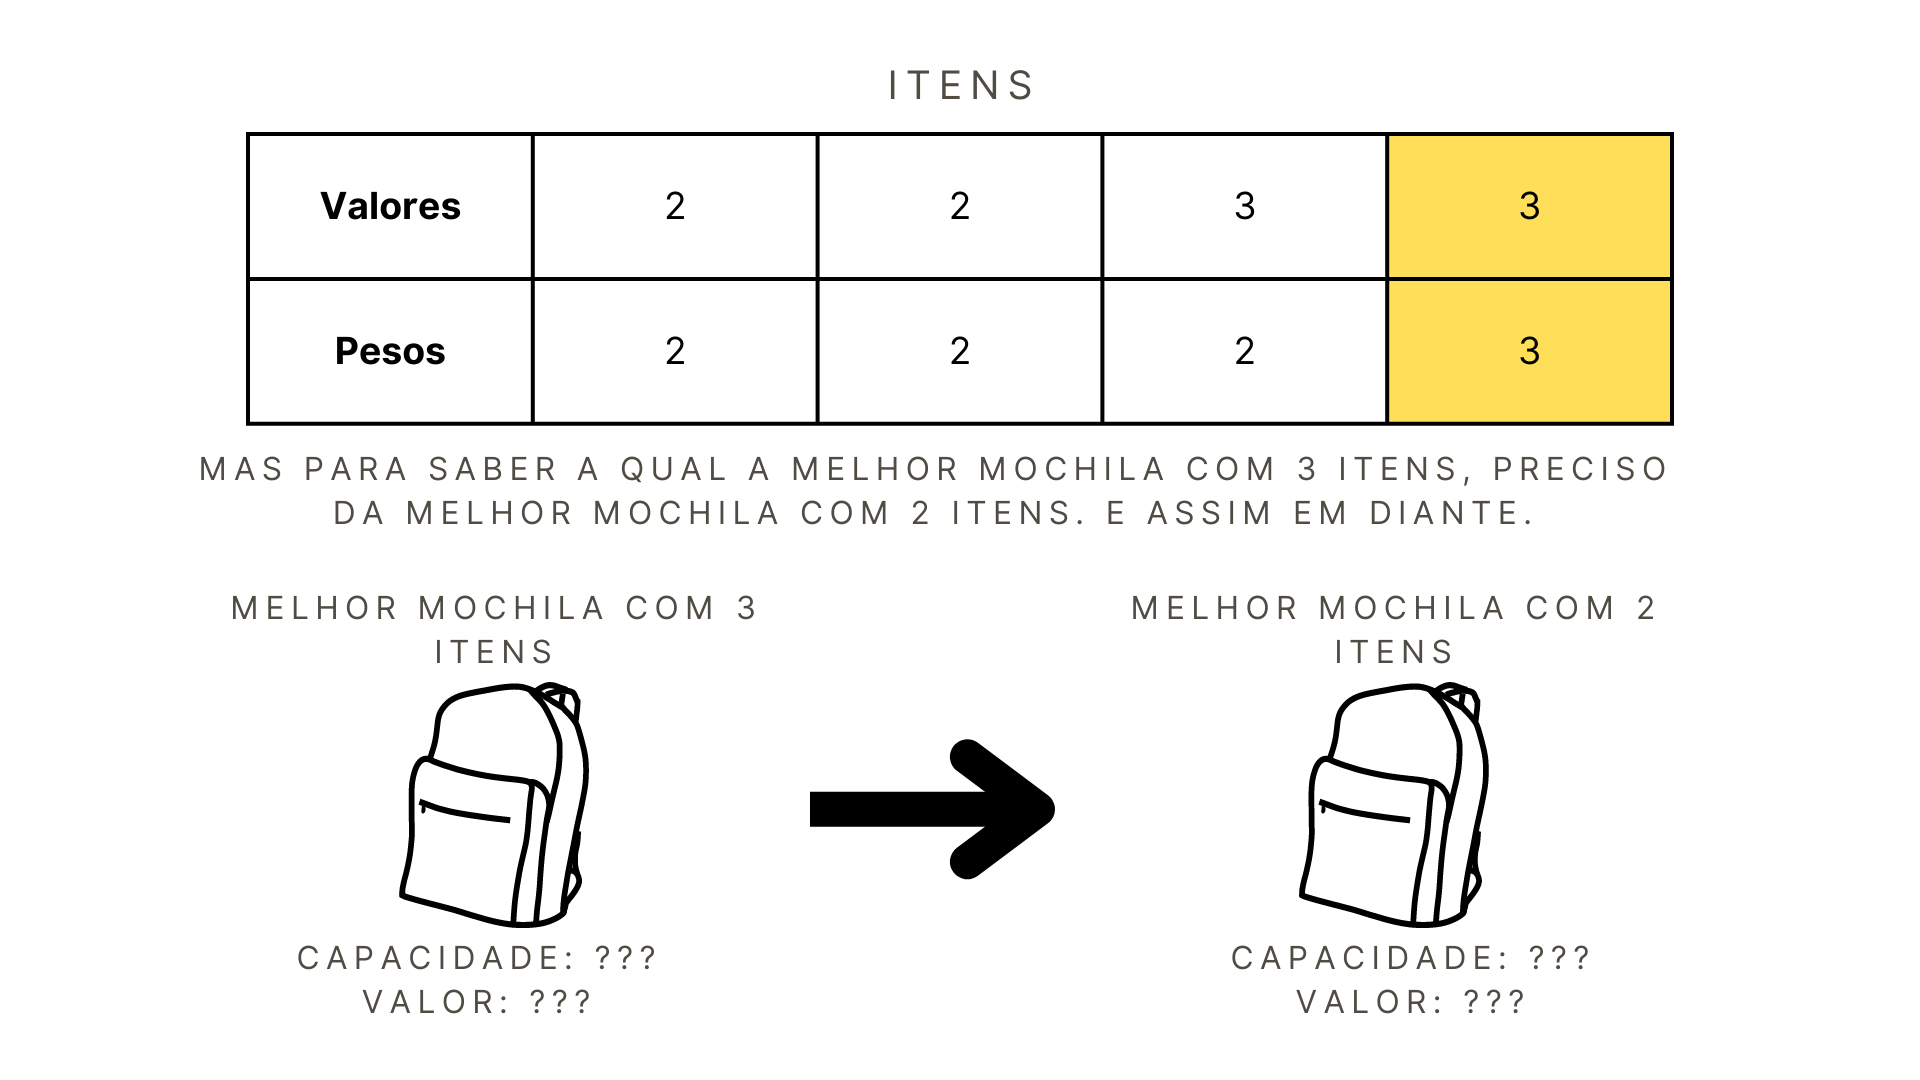 ITENS
Valores 2 2 3 3
Pesos 2 2 2 3
MAS PARA SABER A QUAL A MELHOR MOCHILA COM 3 ITENS, PRECISO
DA MELHOR MOCHILA COM 2 ITENS. E ASSIM EM DIANTE.
MELHOR MOCHILA COM 3
ITENS
CAPACIDADE: ???
VALOR: ???
MELHOR MOCHILA COM 2
ITENS
CAPACIDADE: ???
VALOR: ???